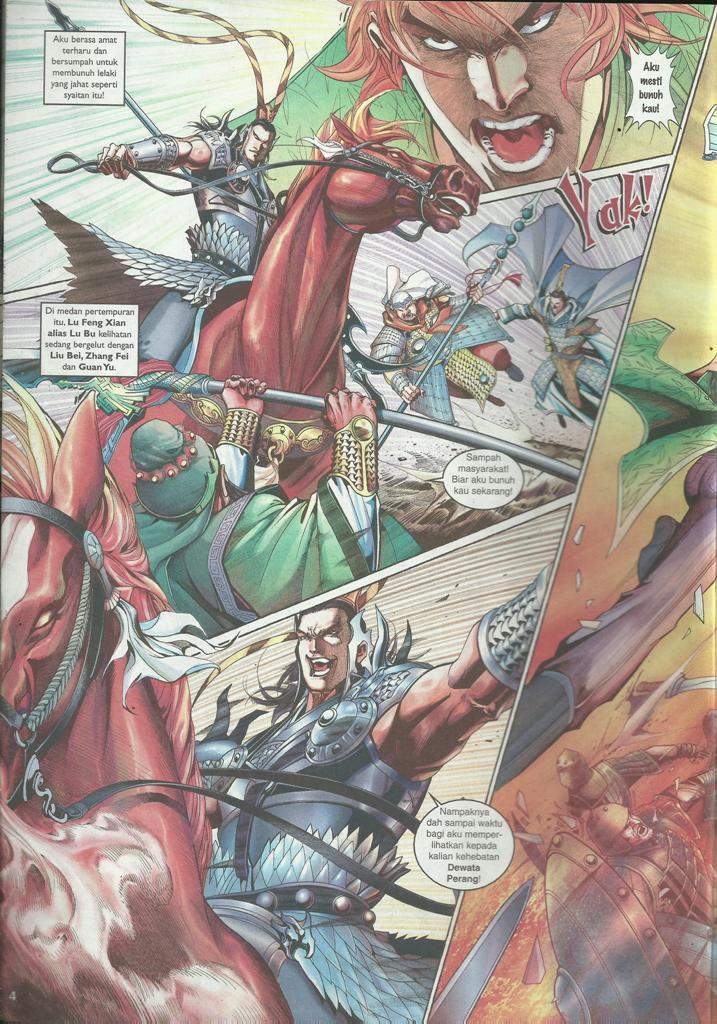 Aku berasa amat
terharu dan
bersumpah untuk
membunuh lelaki
yang jahat seperti
syaitan itu!
Aku
mesti
bunuh
kau!
Yak!
Di medan pertempuran
itu, Lu Feng Xian
alias Lu Bu kelihatan
sedang bergelut dengan
Liu Bei, Zhang Fei
dan Guan Yu.
Sampah
masyarakat!
Biar aku bunuh
kau sekarang!
Nampaknya
dah sampai waktu
bagi aku memper-
lihatkan kepada
kalian kehebatan
Dewata
Perang!
4